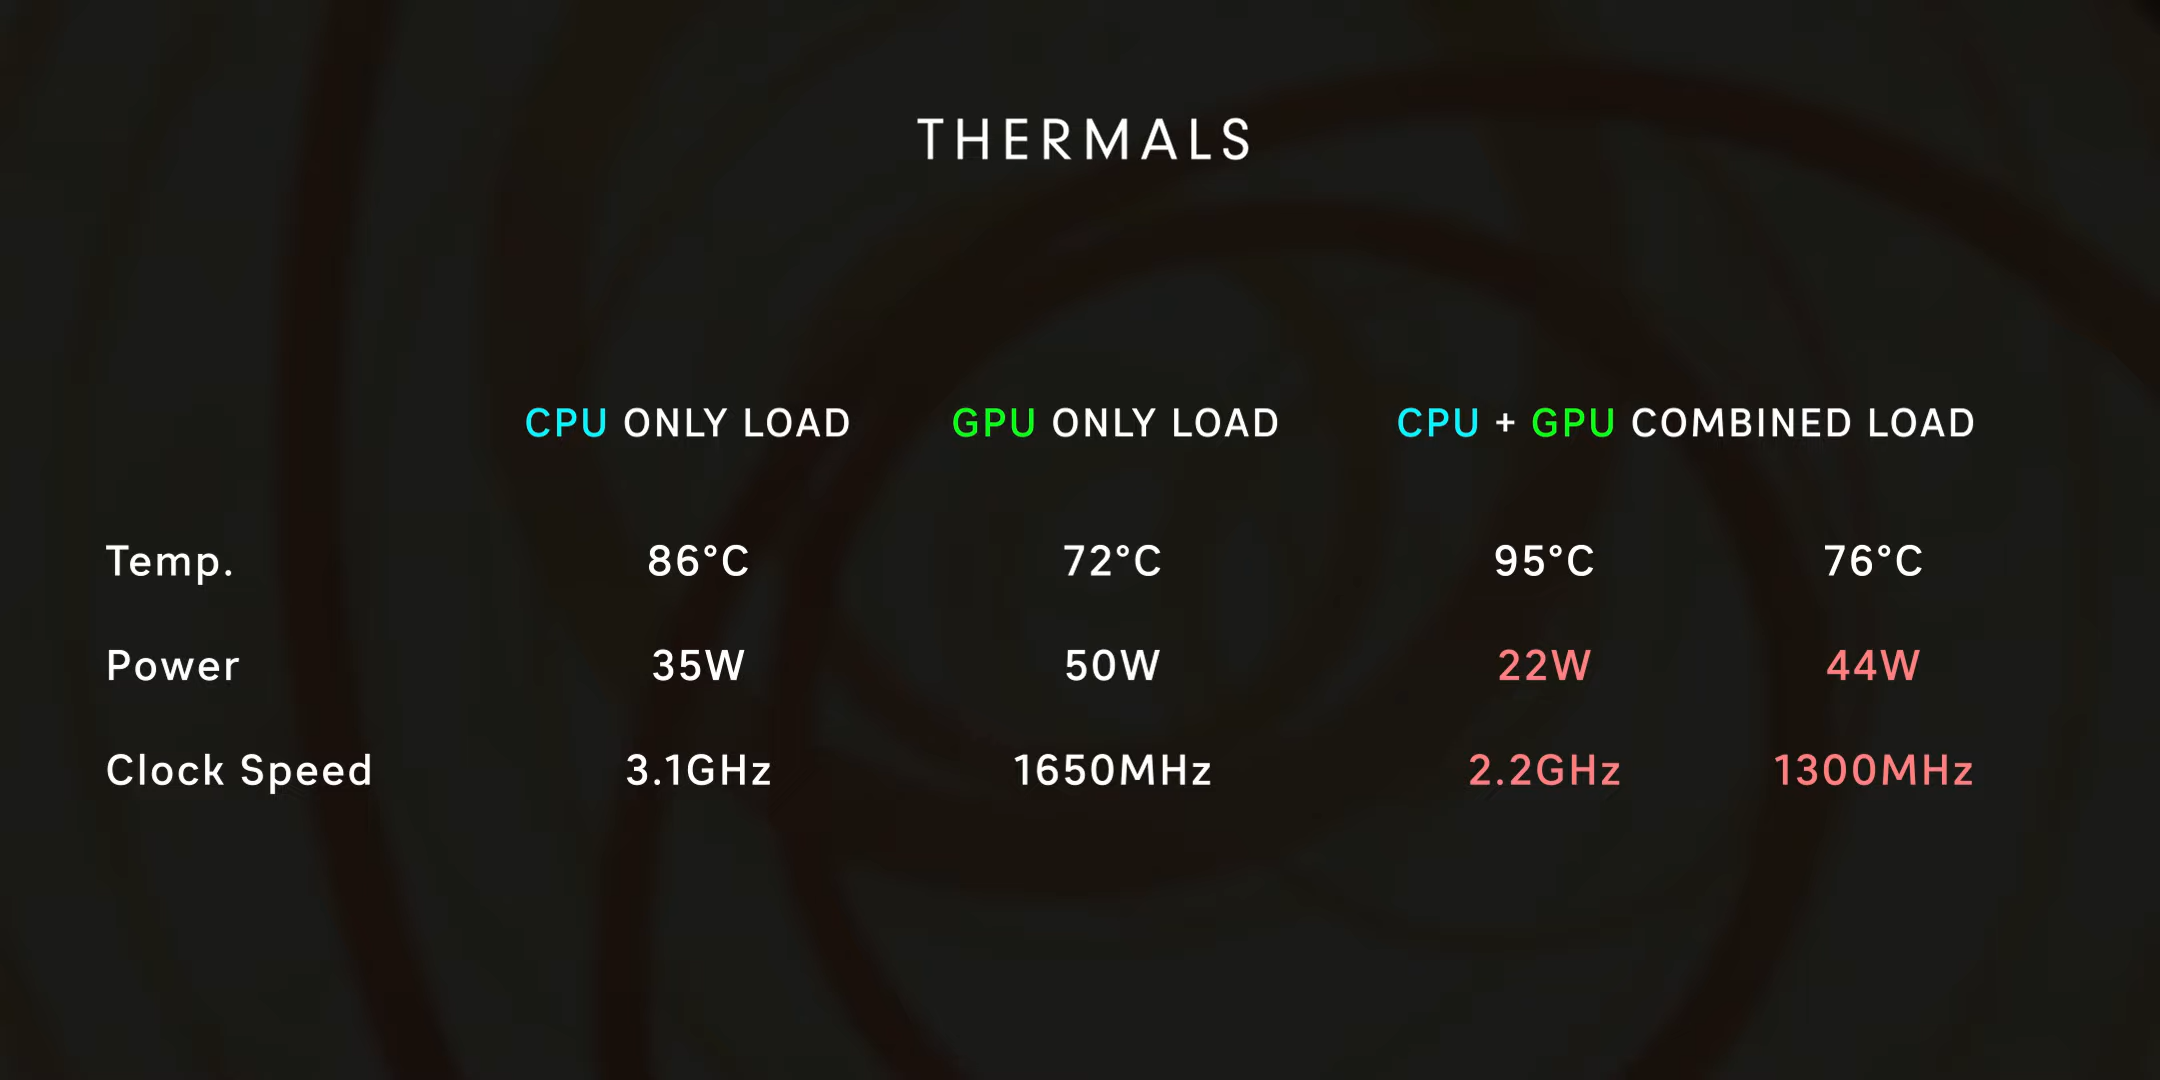 THERMALS
CPU ONLY LOAD GPU ONLY LOAD CPU + GPU COMBINED LOAD
Temp. 86°C 72°C 95°C 76°C
Power 35W 50W 22W 44W
Clock Speed 3.1GHz 1650MHz 2.2GHz 1300MHz